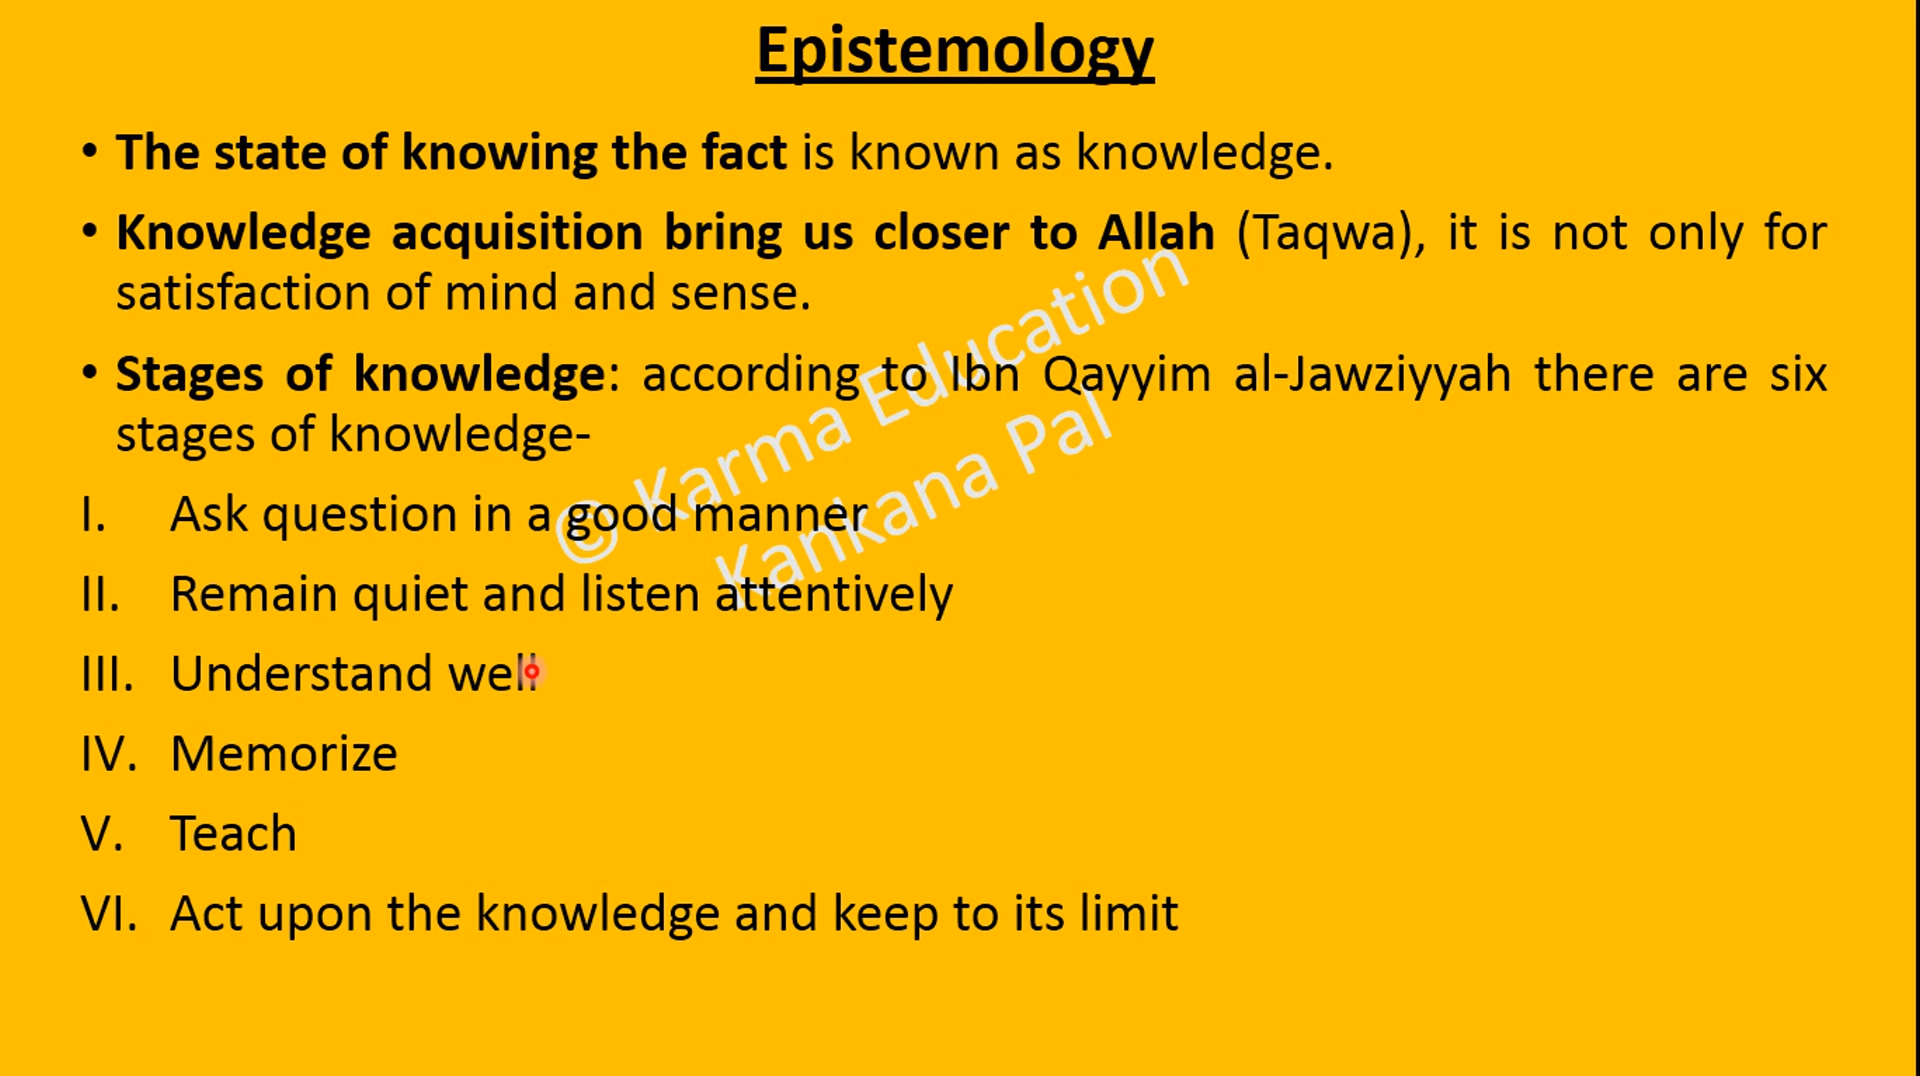 Epistemology
• The state of knowing the fact is known as knowledge.
• Knowledge acquisition bring us closer to Allah (Taqwa), it is not only for
satisfaction of mind and sense.
• Stages of knowledge: according to Ibn Qayyim al-Jawziyyah there are six
stages of knowledge-
I. Ask question in a good manner
II. Remain quiet and listen attentively
III. Understand well
IV. Memorize
V. Teach
VI. Act upon the knowledge and keep to its limit
© Karma Education
Kankana Pal